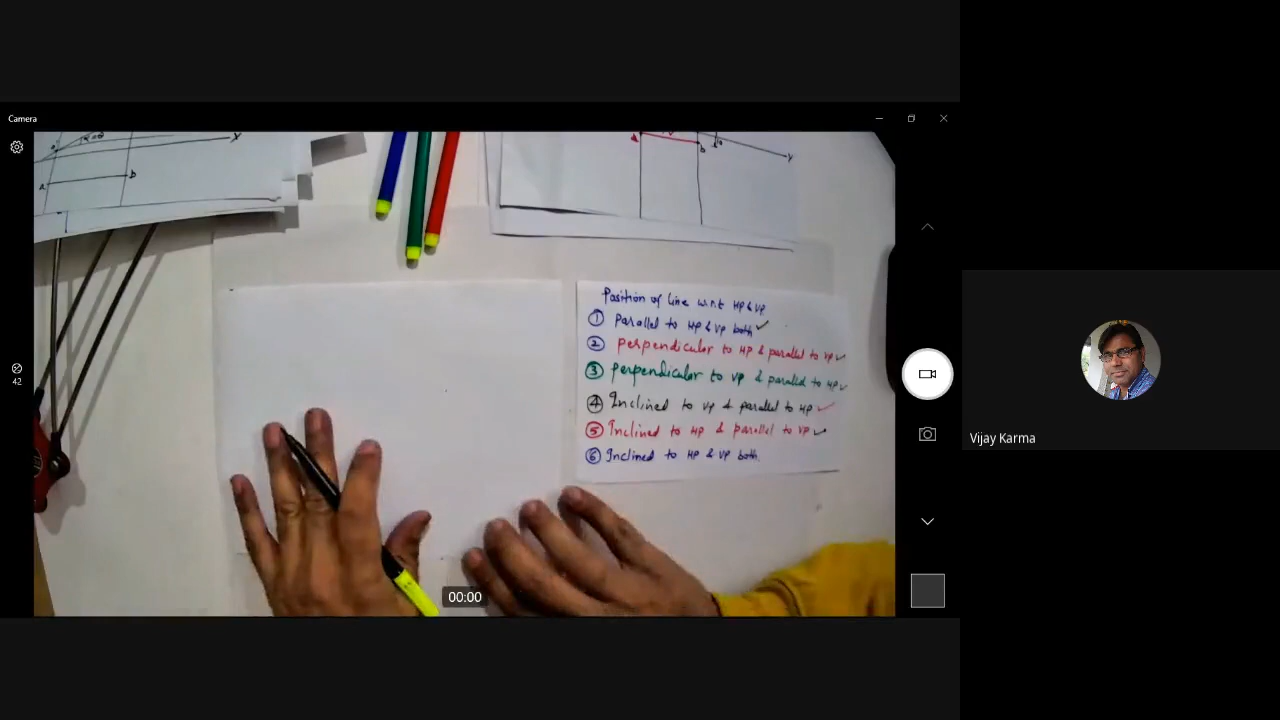 Camera
x
a
b
a
b
y
Position of Line w.r.t HP & VP
① Parallel to HP & VP both
② perpendicular to HP & parallel to VP
③ perpendicular to VP & parallel to HP
④ Inclined to VP & parallel to HP
⑤ Inclined to HP & parallel to VP
⑥ Inclined to HP & VP both.
42
00:00
Vijay Karma